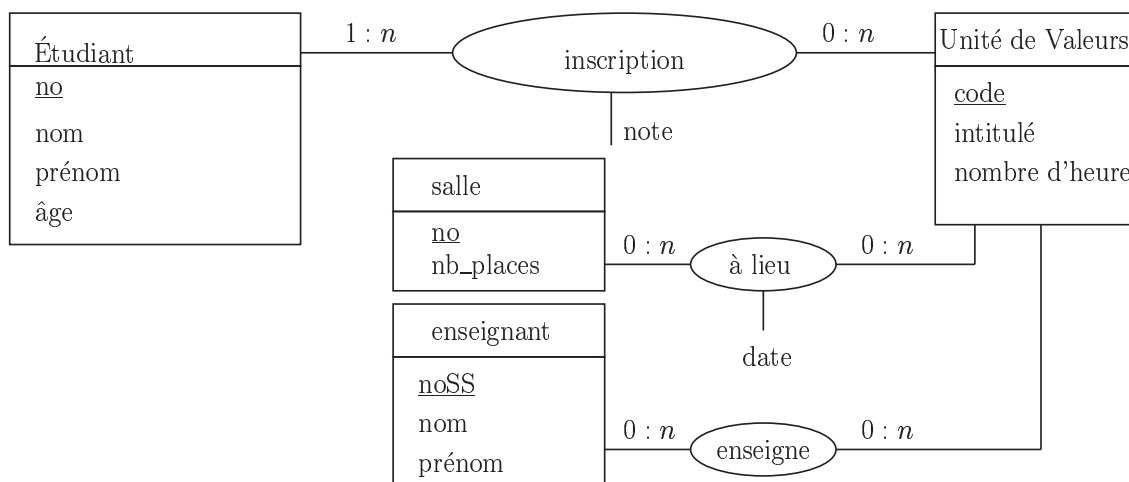 Étudiant
no
nom
prénom
âge
1 : n
inscription
note
0 : n
Unité de Valeurs
code
intitulé
nombre d'heure
salle
no
nb_places
0 : n
à lieu
0 : n
date
enseignant
noSS
nom
prénom
0 : n
enseigne
0 : n